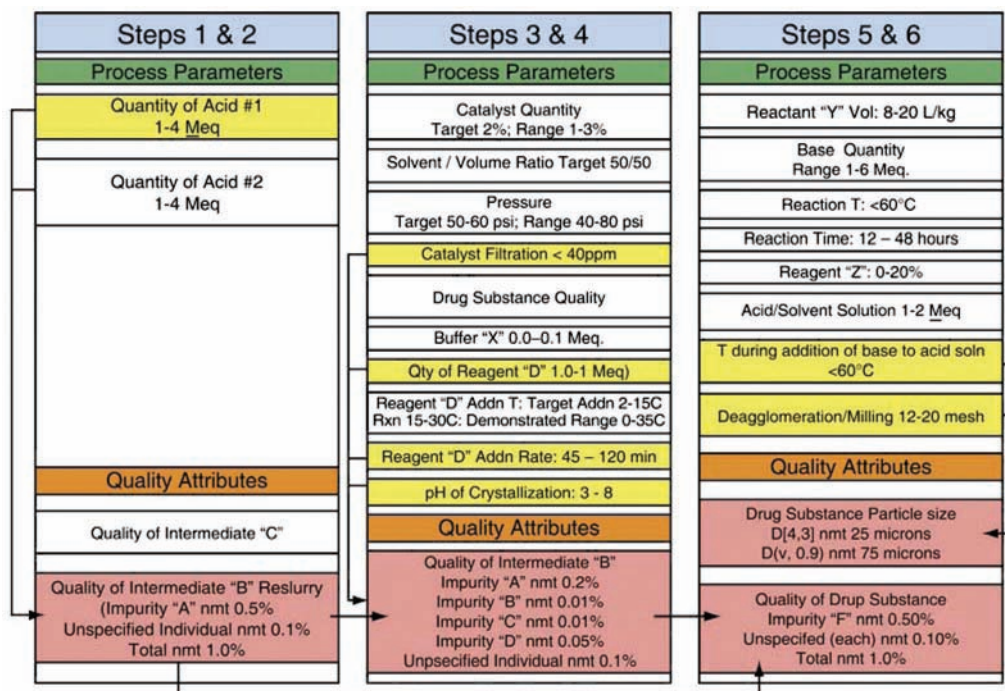 Steps 1 & 2
Process Parameters
Quantity of Acid #1
1-4 Meq
Quantity of Acid #2
1-4 Meq
Quality Attributes
Quality of Intermediate “C”
Quality of Intermediate “B” Reslurry
(Impurity “A” nmt 0.5%
Unspecified Individual nmt 0.1%
Total nmt 1.0%
Steps 3 & 4
Process Parameters
Catalyst Quantity
Target 2%; Range 1-3%
Solvent / Volume Ratio Target 50/50
Pressure
Target 50-60 psi; Range 40-80 psi
Catalyst Filtration < 40ppm
Drug Substance Quality
Buffer “X” 0.0–0.1 Meq.
Qty of Reagent “D” 1.0-1 Meq)
Reagent “D” Addn T: Target Addn 2-15C
Rxn 15-30C: Demonstrated Range 0-35C
Reagent “D” Addn Rate: 45 – 120 min
pH of Crystallization: 3 - 8
Quality Attributes
Quality of Intermediate “B”
Impurity “A” nmt 0.2%
Impurity “B” nmt 0.01%
Impurity “C” nmt 0.01%
Impurity “D” nmt 0.05%
Unpsecified Individual nmt 0.1%
Steps 5 & 6
Process Parameters
Reactant “Y” Vol: 8-20 L/kg
Base Quantity
Range 1-6 Meq.
Reaction T: <60°C
Reaction Time: 12 – 48 hours
Reagent “Z”: 0-20%
Acid/Solvent Solution 1-2 Meq
T during addition of base to acid soln
<60°C
Deagglomeration/Milling 12-20 mesh
Quality Attributes
Drug Substance Particle size
D[4,3] nmt 25 microns
D(v, 0.9) nmt 75 microns
Quality of Drup Substance
Impurity “F” nmt 0.50%
Unspecifed (each) nmt 0.10%
Total nmt 1.0%